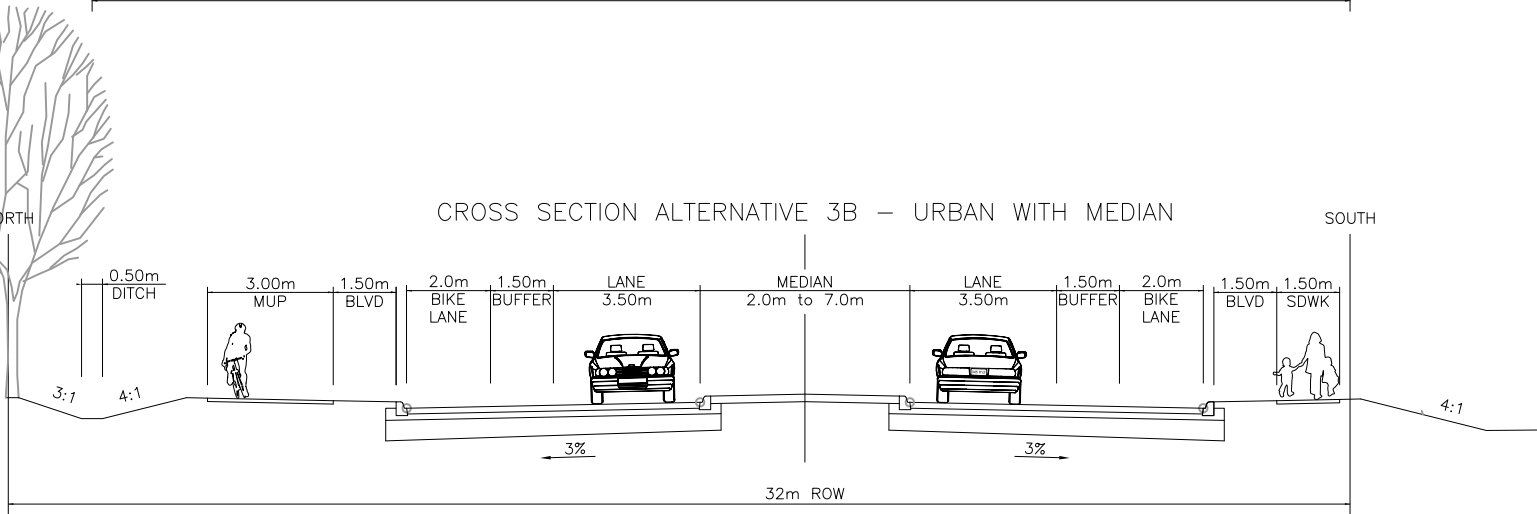 CROSS SECTION ALTERNATIVE 3B – URBAN WITH MEDIAN
ORTH
SOUTH
0.50m
DITCH
3.00m
MUP
1.50m
BLVD
2.0m
BIKE
LANE
1.50m
BUFFER
LANE
3.50m
MEDIAN
2.0m to 7.0m
LANE
3.50m
1.50m
BUFFER
2.0m
BIKE
LANE
1.50m
BLVD
1.50m
SDWK
3:1
4:1
4:1
3%
3%
32m ROW